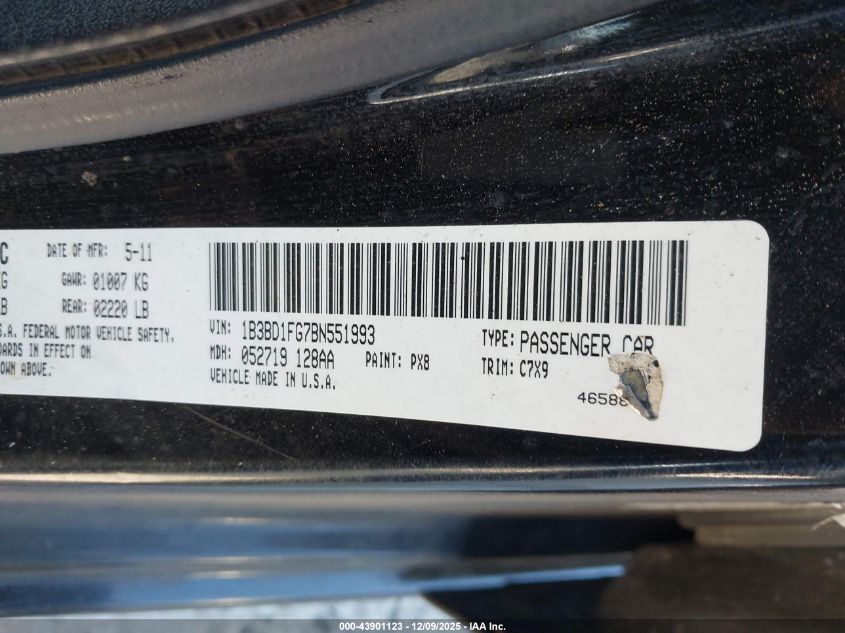 C DATE OF MFR: 5-11
KG GAWR: 01007 KG
LB REAR: 02220 LB
S.A. FEDERAL MOTOR VEHICLE SAFETY,
ARDS IN EFFECT ON
OWN ABOVE.
VIN: 1B3BD1FG7BN551993 TYPE: PASSENGER CAR
MDH: 052719 128AA PAINT: PX8 TRIM: C7X9
VEHICLE MADE IN U.S.A.
000-43901123 - 12/09/2025 - IAA Inc.